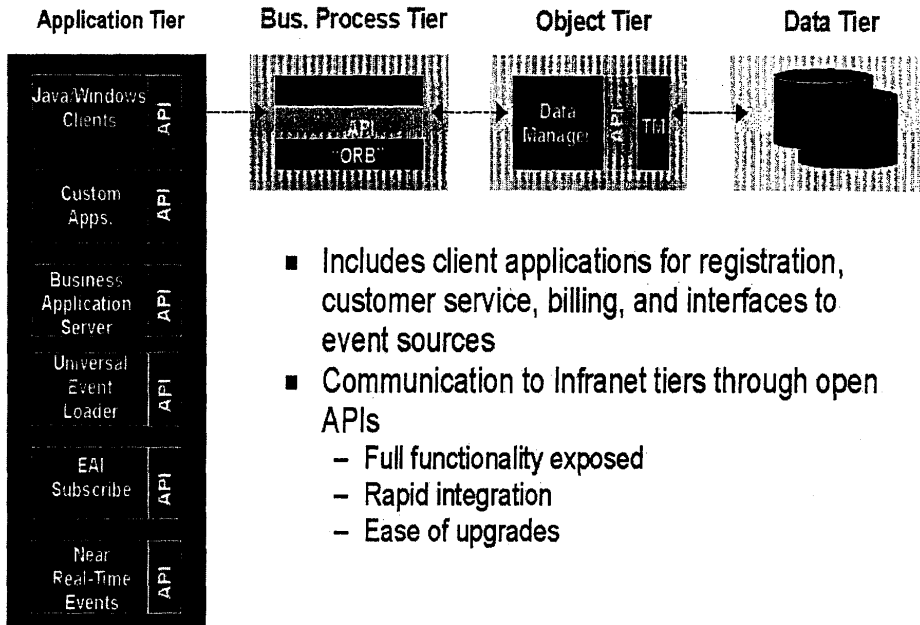 Application Tier
Bus. Process Tier
Object Tier
Data Tier
Java/Windows
Clients
API
Custom
Apps.
API
Business
Application
Server
API
Universal
Event
Loader
API
EAI
Subscribe
API
Near
Real-Time
Events
API
API
"ORB"
Data
Manager
API
TM
■ Includes client applications for registration,
customer service, billing, and interfaces to
event sources
■ Communication to Infranet tiers through open
APIs
– Full functionality exposed
– Rapid integration
– Ease of upgrades